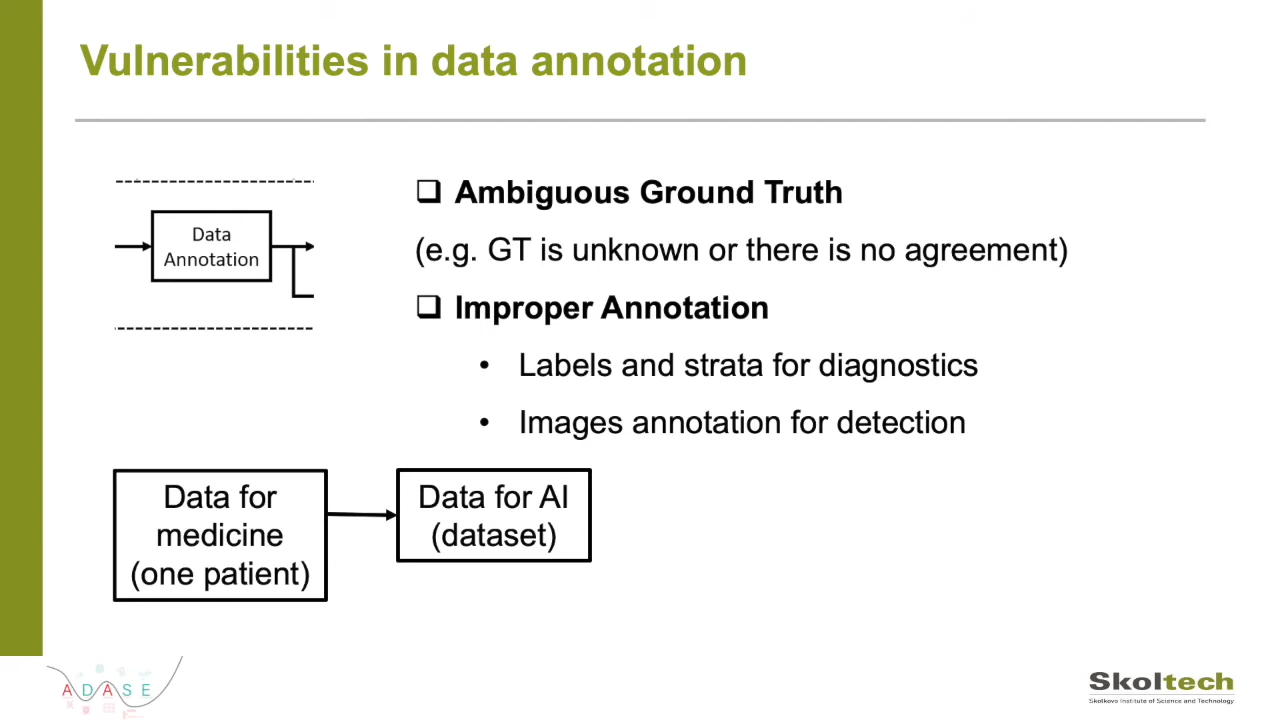 Vulnerabilities in data annotation
Data
Annotation
Ambiguous Ground Truth
(e.g. GT is unknown or there is no agreement)
Improper Annotation
• Labels and strata for diagnostics
• Images annotation for detection
Data for
medicine
(one patient)
Data for AI
(dataset)
ADASE
Skoltech
Skolkovo Institute of Science and Technology